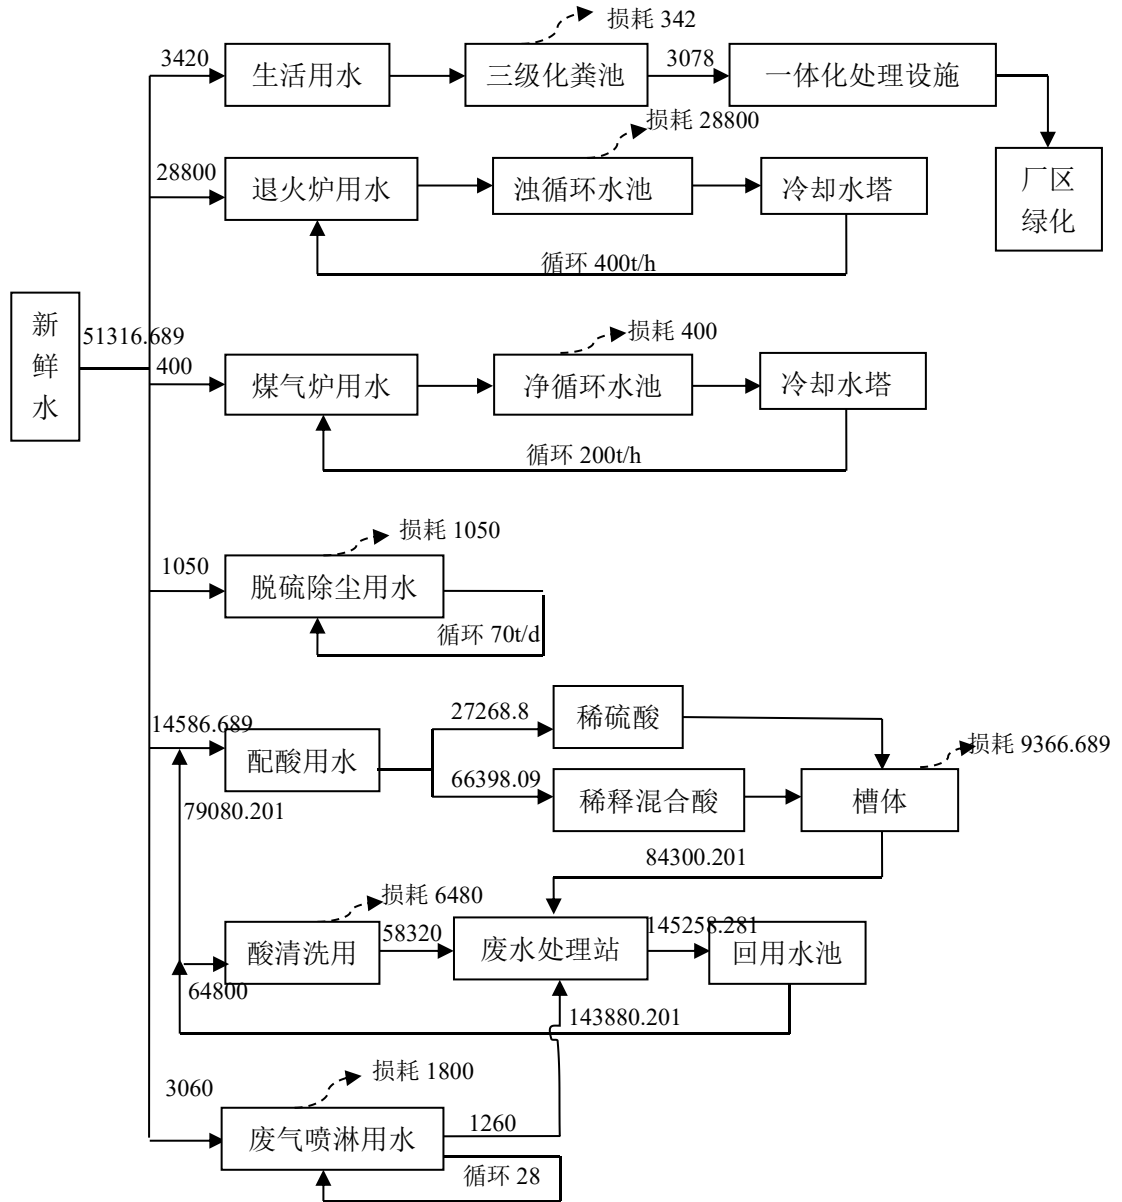 损耗 342
3420
生活用水
三级化粪池
3078
一体化处理设施
损耗 28800
28800
退火炉用水
浊循环水池
冷却水塔
厂区
绿化
循环 400t/h
新
鲜
水
51316.689
损耗 400
400
煤气炉用水
净循环水池
冷却水塔
循环 200t/h
损耗 1050
1050
脱硫除尘用水
循环 70t/d
27268.8
稀硫酸
14586.689
配酸用水
损耗 9366.689
66398.09
稀释混合酸
槽体
79080.201
84300.201
损耗 6480
58320
145258.281
酸清洗用
废水处理站
回用水池
64800
143880.201
损耗 1800
3060
1260
废气喷淋用水
循环 28